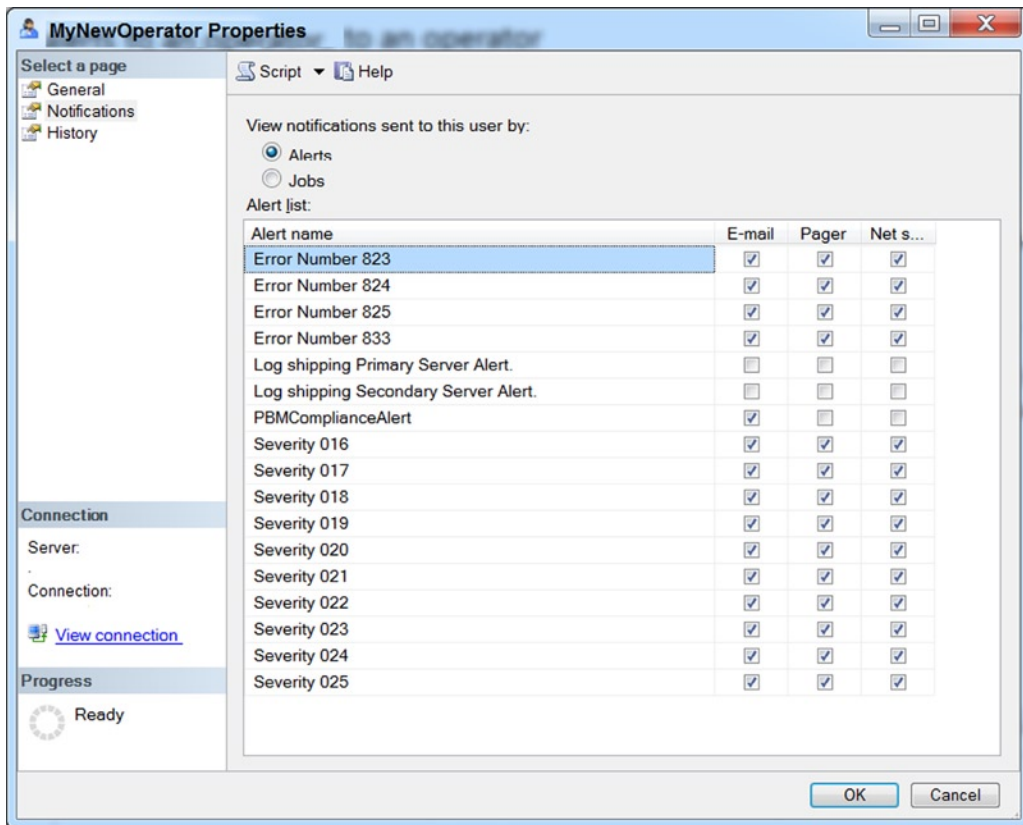 MyNewOperator Properties
Select a page
General
Notifications
History
Script Help
View notifications sent to this user by:
Alerts
Jobs
Alert list:
Alert name E-mail Pager Net s...
Error Number 823
Error Number 824
Error Number 825
Error Number 833
Log shipping Primary Server Alert.
Log shipping Secondary Server Alert.
PBMComplianceAlert
Severity 016
Severity 017
Severity 018
Severity 019
Severity 020
Severity 021
Severity 022
Severity 023
Severity 024
Severity 025
Connection
Server:
.
Connection:
View connection
Progress
Ready
OK Cancel